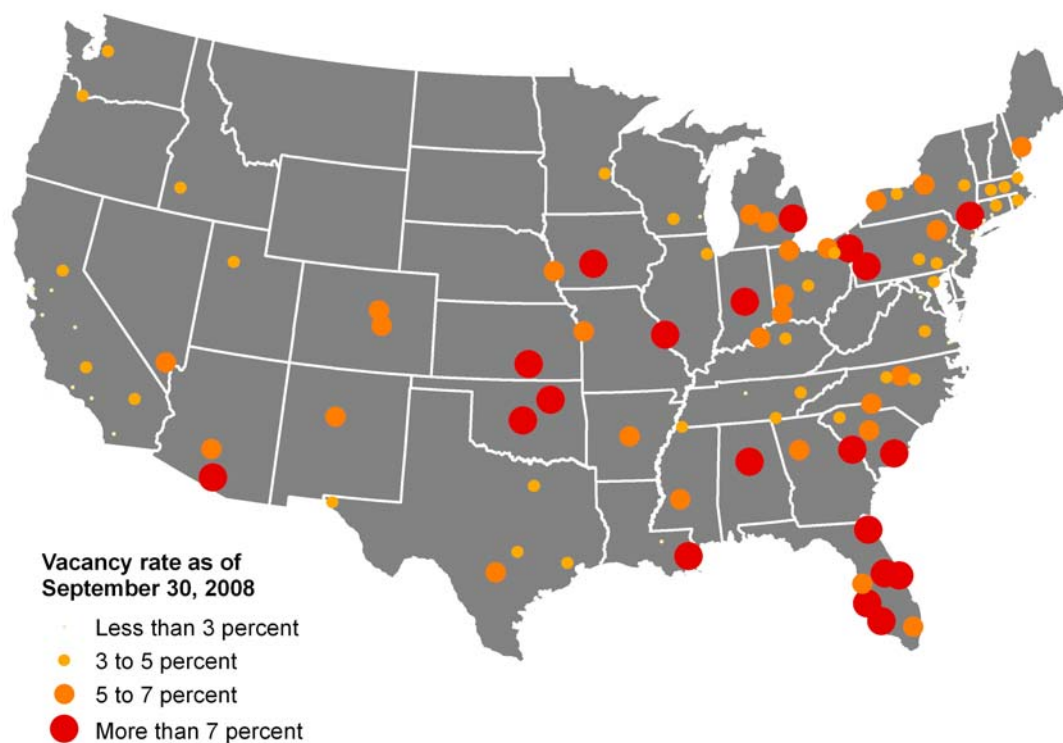 Vacancy rate as of
September 30, 2008
Less than 3 percent
3 to 5 percent
5 to 7 percent
More than 7 percent